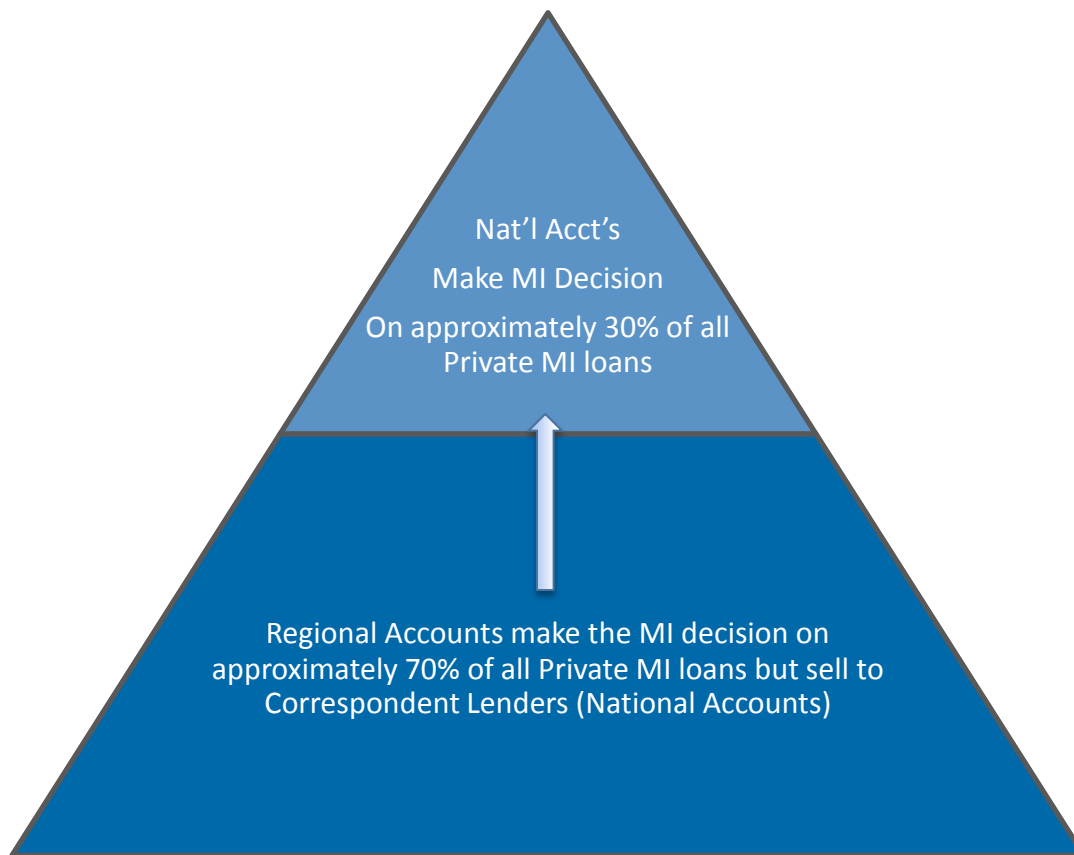 Nat’l Acct’s
Make MI Decision
On approximately 30% of all
Private MI loans
Regional Accounts make the MI decision on
approximately 70% of all Private MI loans but sell to
Correspondent Lenders (National Accounts)